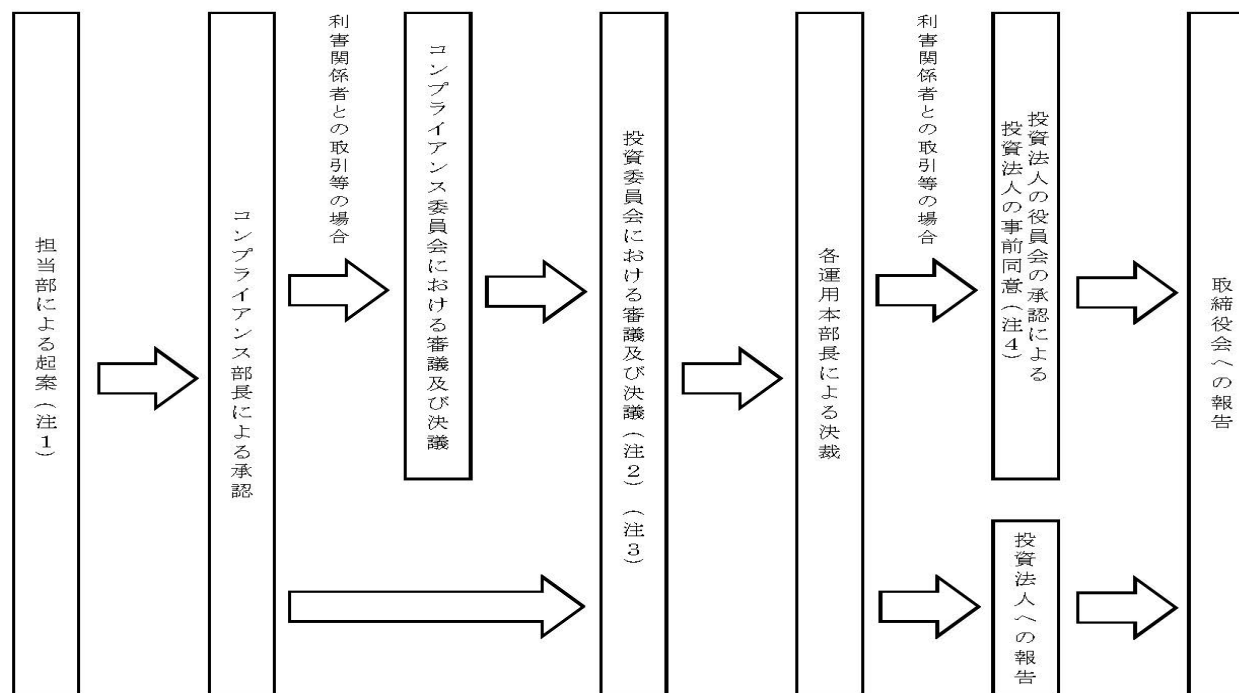 担当部による起案(注1)
コンプライアンス部長による承認
利害関係者との取引等の場合
コンプライアンス委員会における審議及び決議
投資委員会における審議及び決議(注2)(注3)
各運用本部長による決裁
利害関係者との取引等の場合
投資法人の役員会の承認による
投資法人の事前同意(注4)
投資法人への報告
取締役会への報告